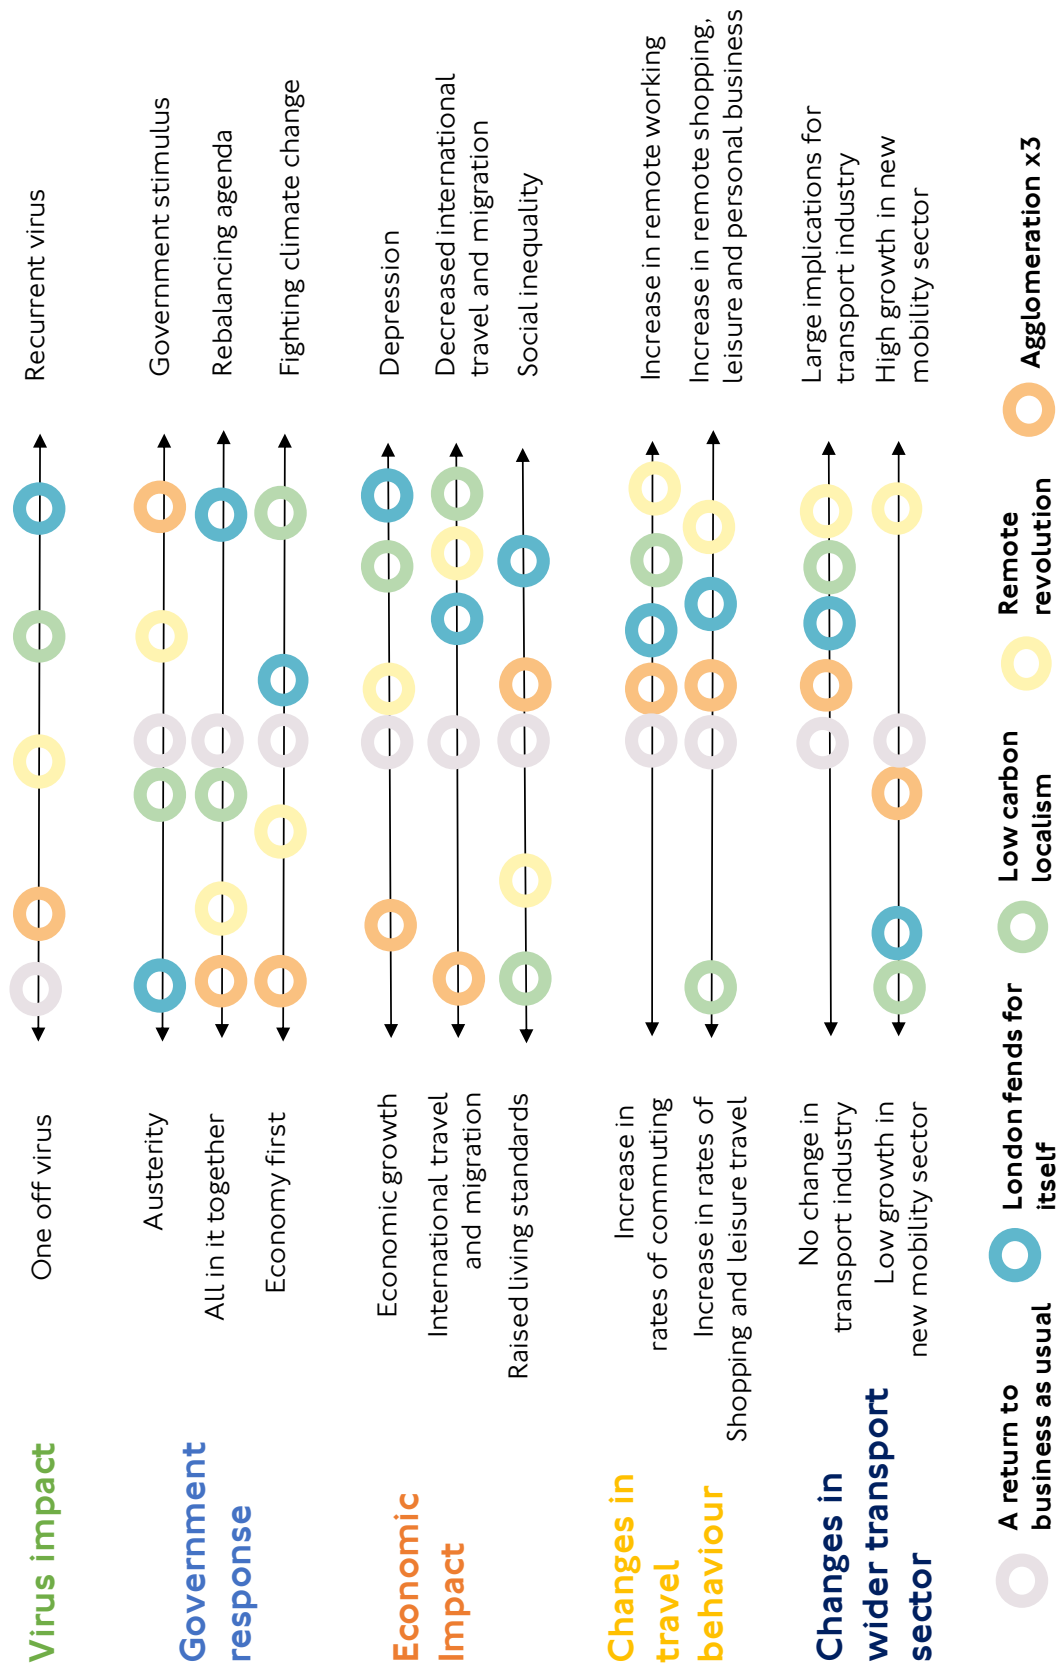 Virus impact
One off virus
Recurrent virus
Government
response
Austerity
Government stimulus
All in it together
Rebalancing agenda
Economy first
Fighting climate change
Economic
Impact
Economic growth
Depression
International travel
and migration
Decreased international
travel and migration
Raised living standards
Social inequality
Changes in
travel
behaviour
Increase in
rates of commuting
Increase in remote working
Increase in rates of
Shopping and leisure travel
Increase in remote shopping,
leisure and personal business
Changes in
wider transport
sector
No change in
transport industry
Large implications for
transport industry
Low growth in
new mobility sector
High growth in new
mobility sector
A return to
business as usual
London fends for
itself
Low carbon
localism
Remote
revolution
Agglomeration x3